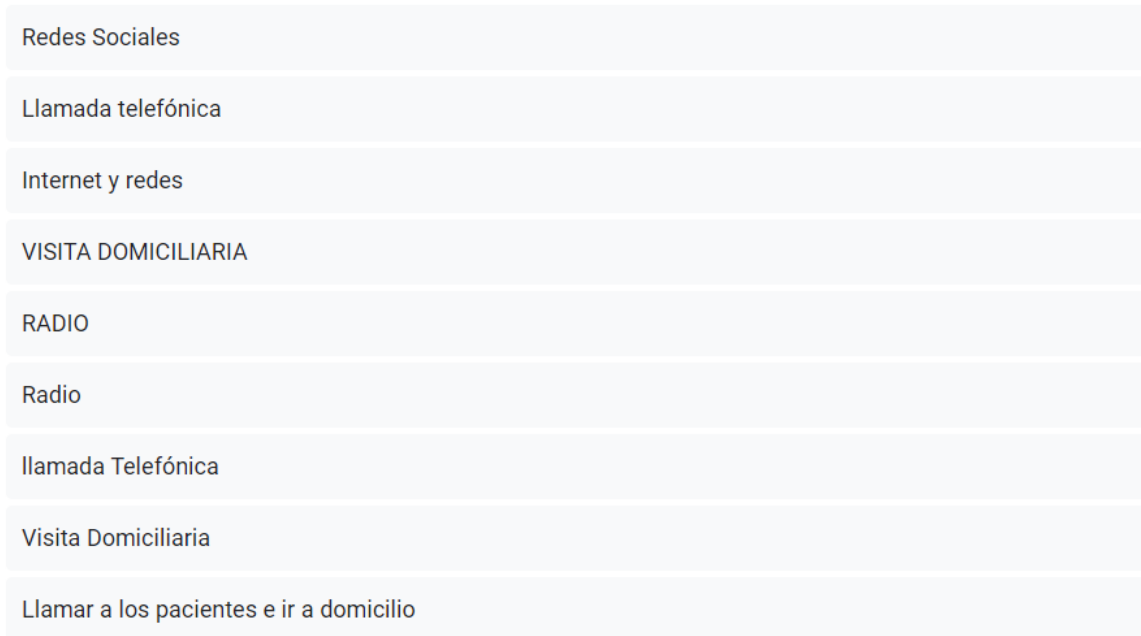 Redes Sociales
Llamada telefónica
Internet y redes
VISITA DOMICILIARIA
RADIO
Radio
llamada Telefónica
Visita Domiciliaria
Llamar a los pacientes e ir a domicilio